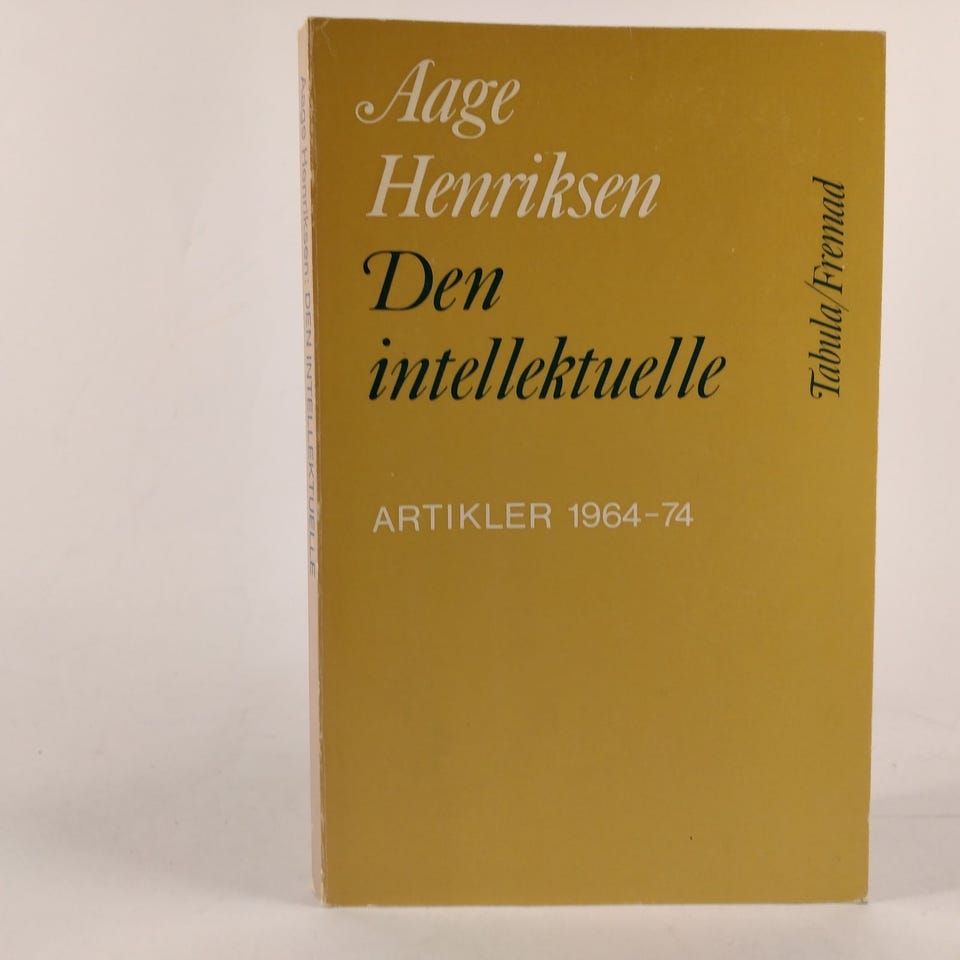 Aage
Henriksen
Den
intellektuelle
ARTIKLER 1964-74
Tabula/Fremad
Aage Henriksen: DEN INTELLEKTUELLE